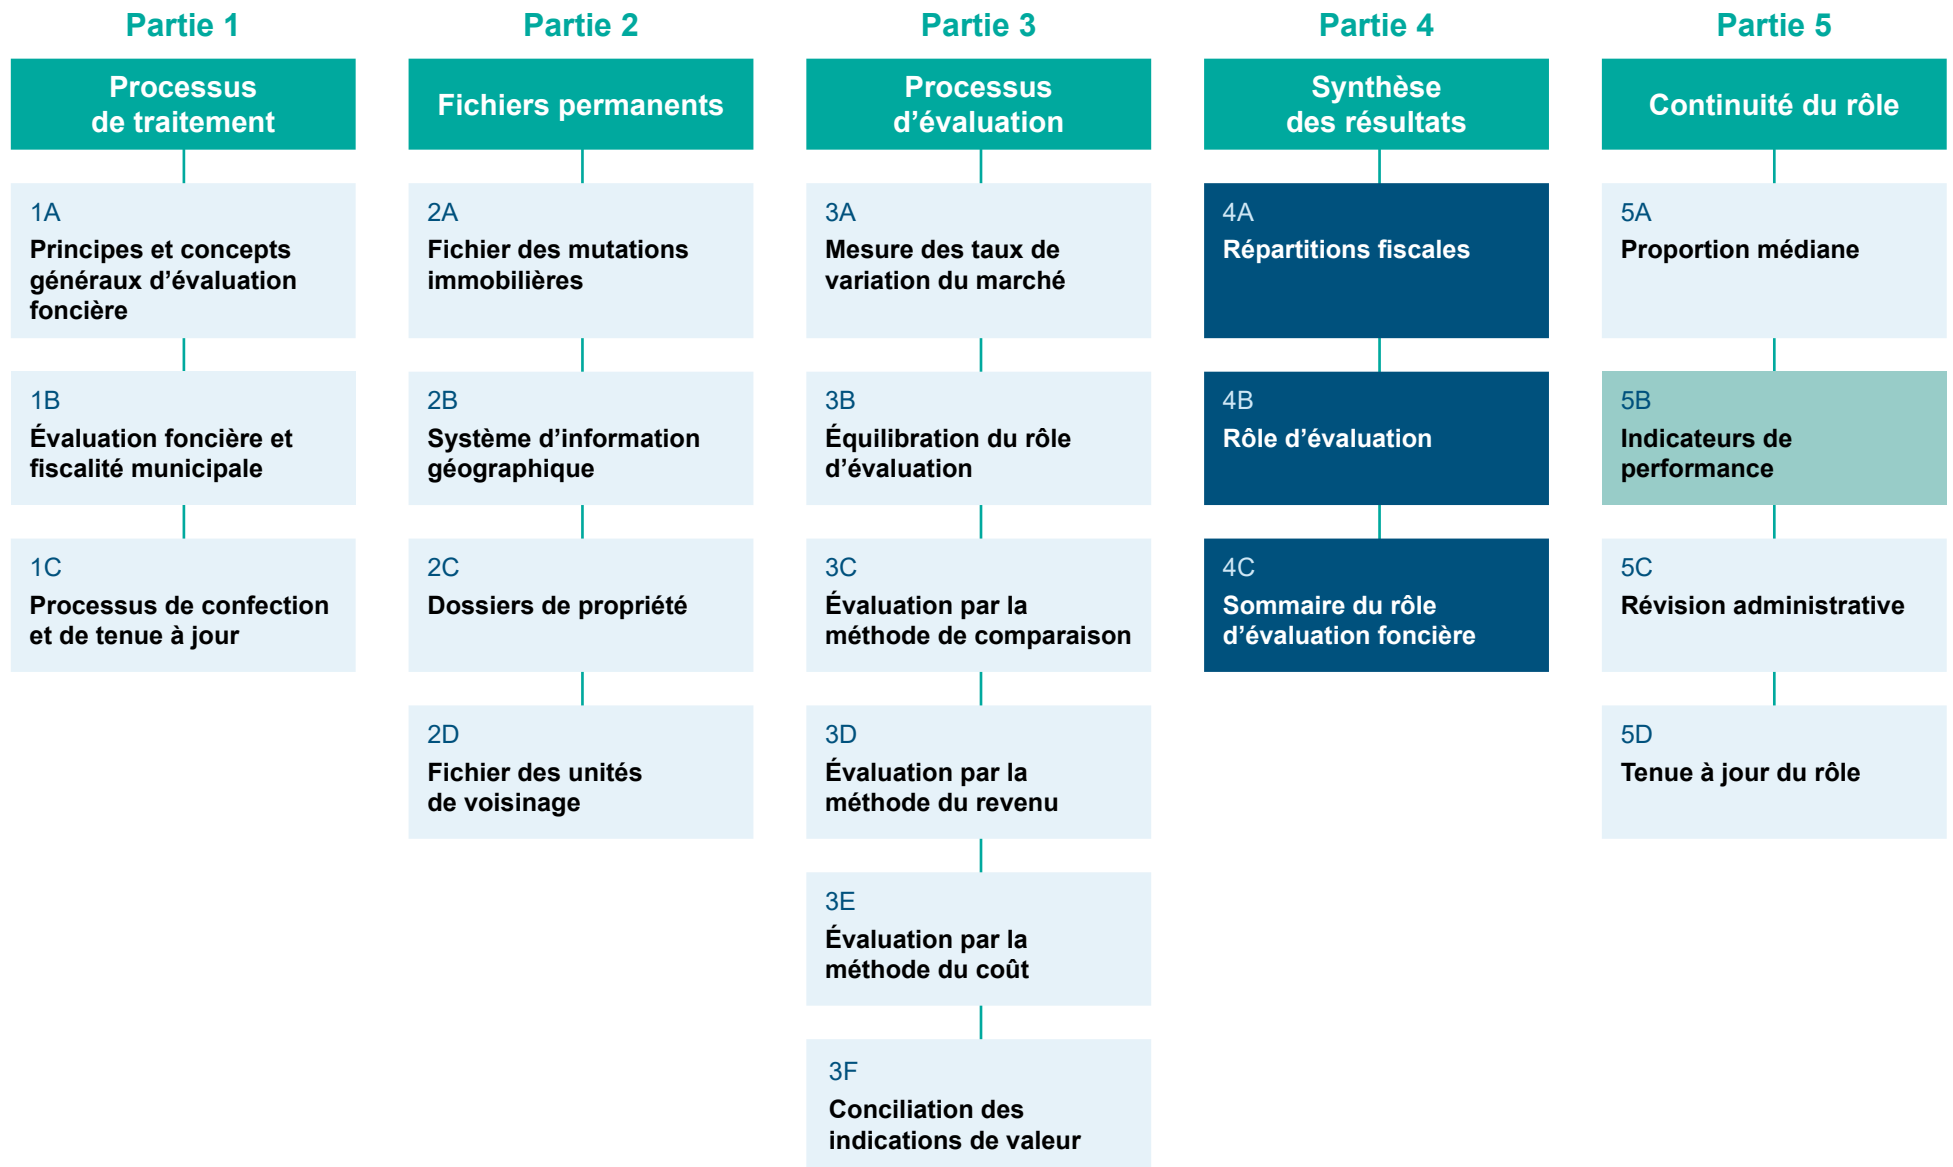 Partie 1
Processus
de traitement
1A
Principes et concepts
généraux d’évaluation
foncière
1B
Évaluation foncière et
fiscalité municipale
1C
Processus de confection
et de tenue à jour
Partie 2
Fichiers permanents
2A
Fichier des mutations
immobilières
2B
Système d’information
géographique
2C
Dossiers de propriété
2D
Fichier des unités
de voisinage
Partie 3
Processus
d’évaluation
3A
Mesure des taux de
variation du marché
3B
Équilibration du rôle
d’évaluation
3C
Évaluation par la
méthode de comparaison
3D
Évaluation par la
méthode du revenu
3E
Évaluation par la
méthode du coût
3F
Conciliation des
indications de valeur
Partie 4
Synthèse
des résultats
4A
Répartitions fiscales
4B
Rôle d’évaluation
4C
Sommaire du rôle
d’évaluation foncière
Partie 5
Continuité du rôle
5A
Proportion médiane
5B
Indicateurs de
performance
5C
Révision administrative
5D
Tenue à jour du rôle